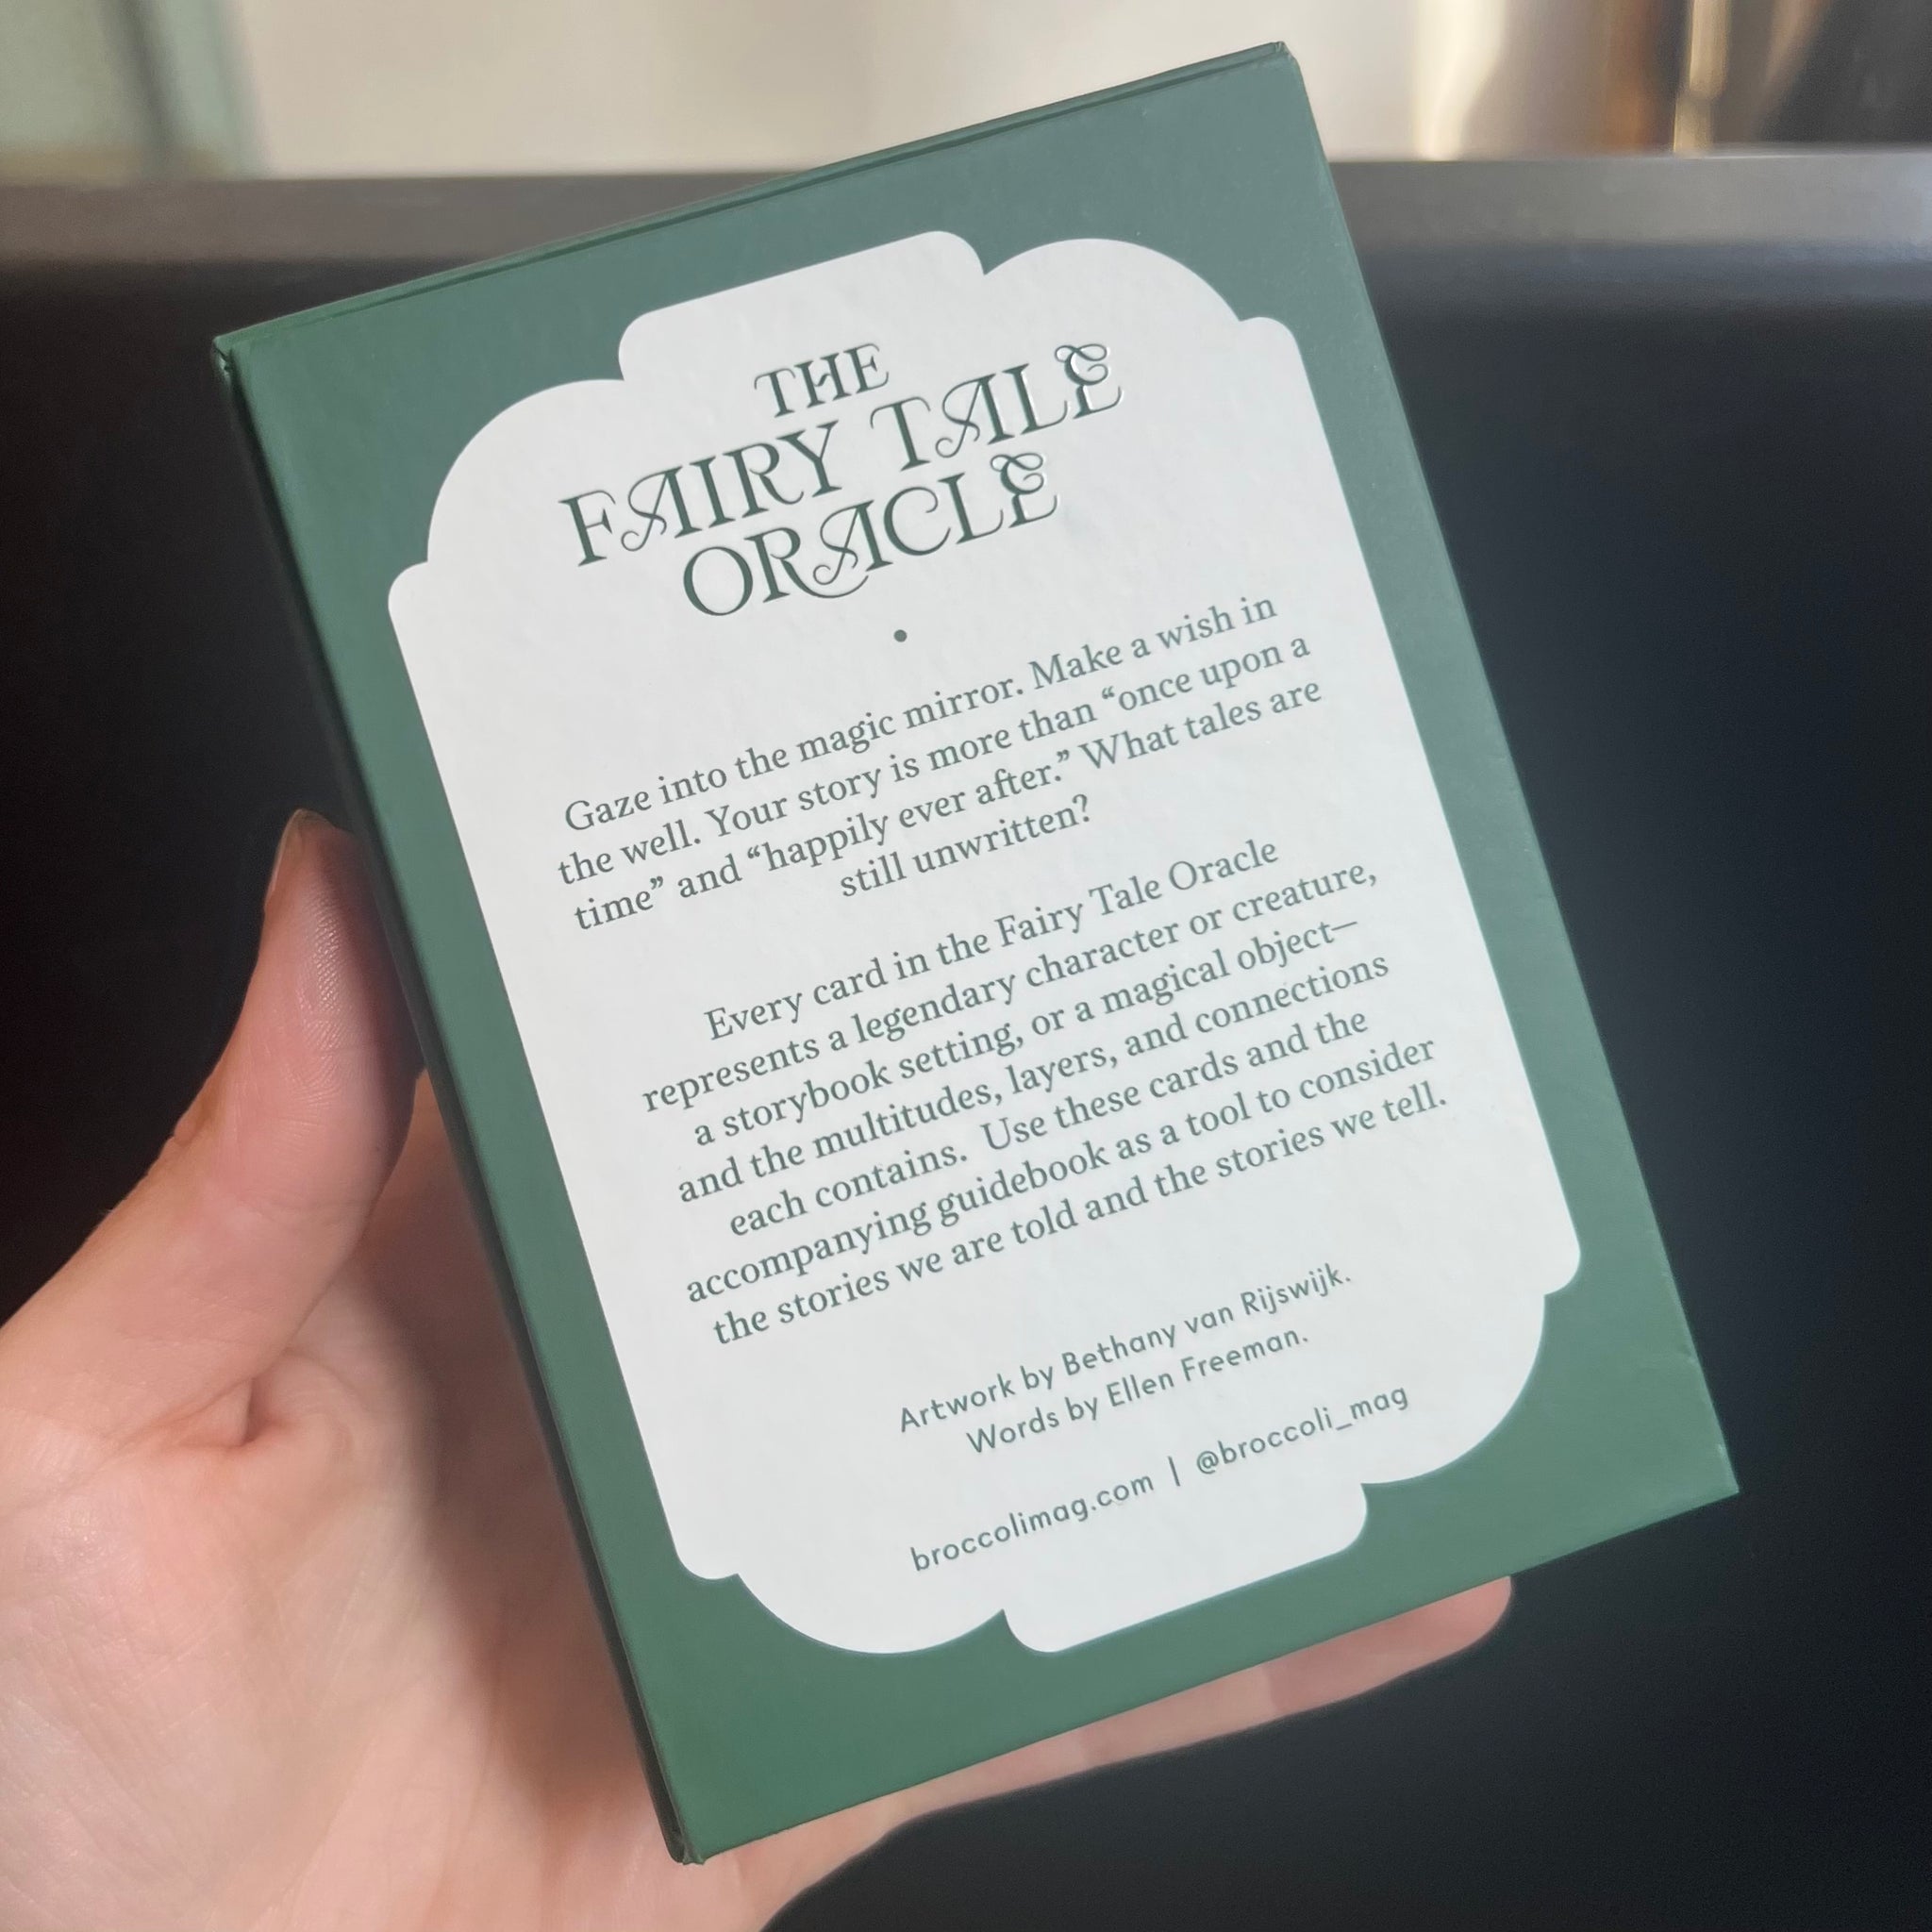 THE
FAIRY TALE
ORACLE
•
Gaze into the magic mirror. Make a wish in
the well. Your story is more than “once upon a
time” and “happily ever after.” What tales are
still unwritten?
Every card in the Fairy Tale Oracle
represents a legendary character or creature,
a storybook setting, or a magical object—
and the multitudes, layers, and connections
each contains. Use these cards and the
accompanying guidebook as a tool to consider
the stories we are told and the stories we tell.
Artwork by Bethany van Rijswijk.
Words by Ellen Freeman.
broccolimag.com | @broccoli_mag